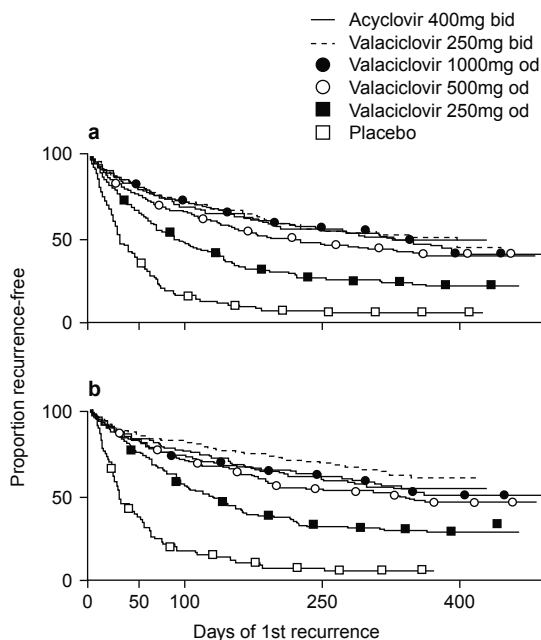 Acyclovir 400mg bid
Valaciclovir 250mg bid
Valaciclovir 1000mg od
Valaciclovir 500mg od
Valaciclovir 250mg od
Placebo
a
100
50
0
b
100
50
0
0 50 100 250 400
Proportion recurrence-free
Days of 1st recurrence